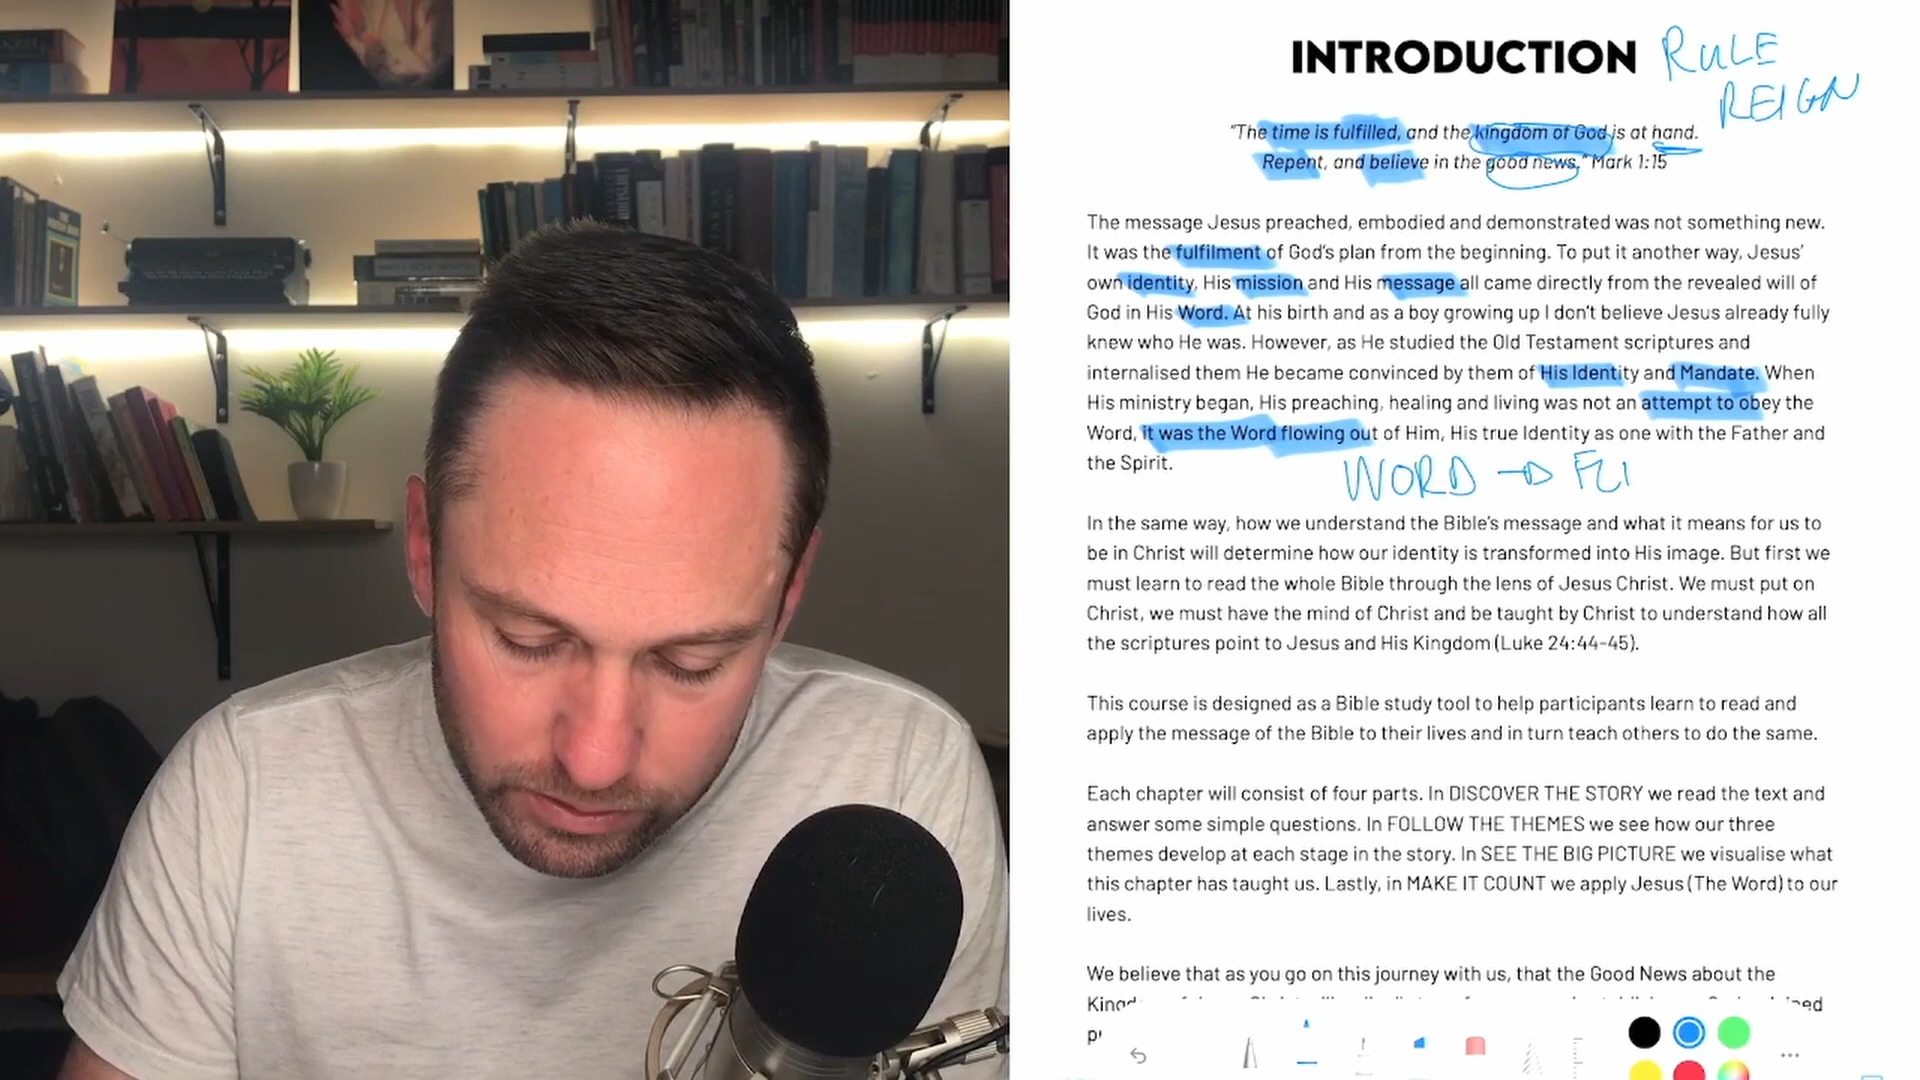 INTRODUCTION RULE
REIGN
"The time is fulfilled, and the kingdom of God is at hand.
Repent, and believe in the good news." Mark 1:15
The message Jesus preached, embodied and demonstrated was not something new.
It was the fulfilment of God's plan from the beginning. To put it another way, Jesus'
own identity, His mission and His message all came directly from the revealed will of
God in His Word. At his birth and as a boy growing up I don't believe Jesus already fully
knew who He was. However, as He studied the Old Testament scriptures and
internalised them He became convinced by them of His Identity and Mandate. When
His ministry began, His preaching, healing and living was not an attempt to obey the
Word, it was the Word flowing out of Him, His true Identity as one with the Father and
the Spirit.
WORD → FL
In the same way, how we understand the Bible's message and what it means for us to
be in Christ will determine how our identity is transformed into His image. But first we
must learn to read the whole Bible through the lens of Jesus Christ. We must put on
Christ, we must have the mind of Christ and be taught by Christ to understand how all
the scriptures point to Jesus and His Kingdom (Luke 24:44-45).
This course is designed as a Bible study tool to help participants learn to read and
apply the message of the Bible to their lives and in turn teach others to do the same.
Each chapter will consist of four parts. In DISCOVER THE STORY we read the text and
answer some simple questions. In FOLLOW THE THEMES we see how our three
themes develop at each stage in the story. In SEE THE BIG PICTURE we visualise what
this chapter has taught us. Lastly, in MAKE IT COUNT we apply Jesus (The Word) to our
lives.
We believe that as you go on this journey with us, that the Good News about the